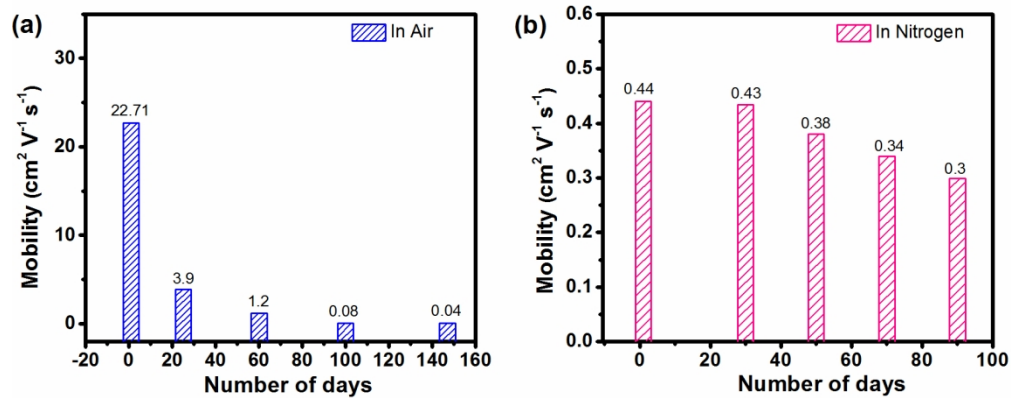 (a)
In Air
30
20
10
0
22.71
3.9
1.2
0.08
0.04
-20 0 20 40 60 80 100 120 140 160
Number of days
Mobility (cm² V⁻¹ s⁻¹)
(b)
In Nitrogen
0.6
0.5
0.4
0.3
0.2
0.1
0.0
0.44
0.43
0.38
0.34
0.3
0 20 40 60 80 100
Number of days
Mobility (cm² V⁻¹ s⁻¹)